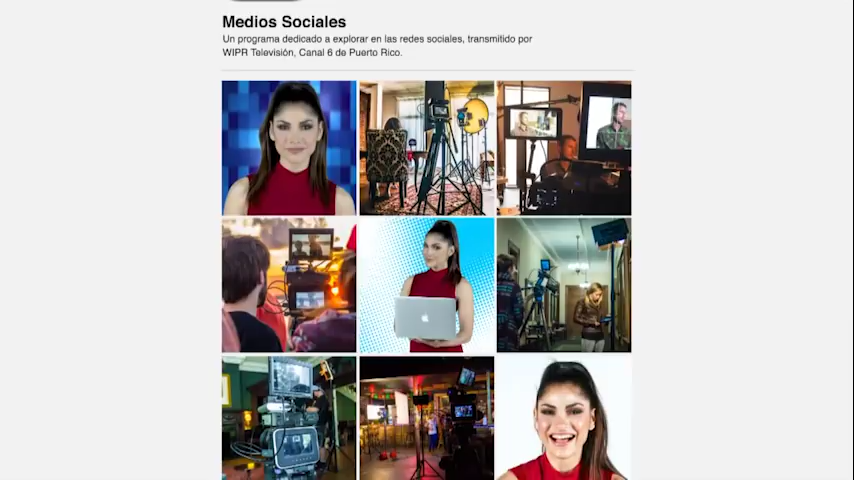 Medios Sociales
Un programa dedicado a explorar en las redes sociales, transmitido por
WIPR Televisión, Canal 6 de Puerto Rico.